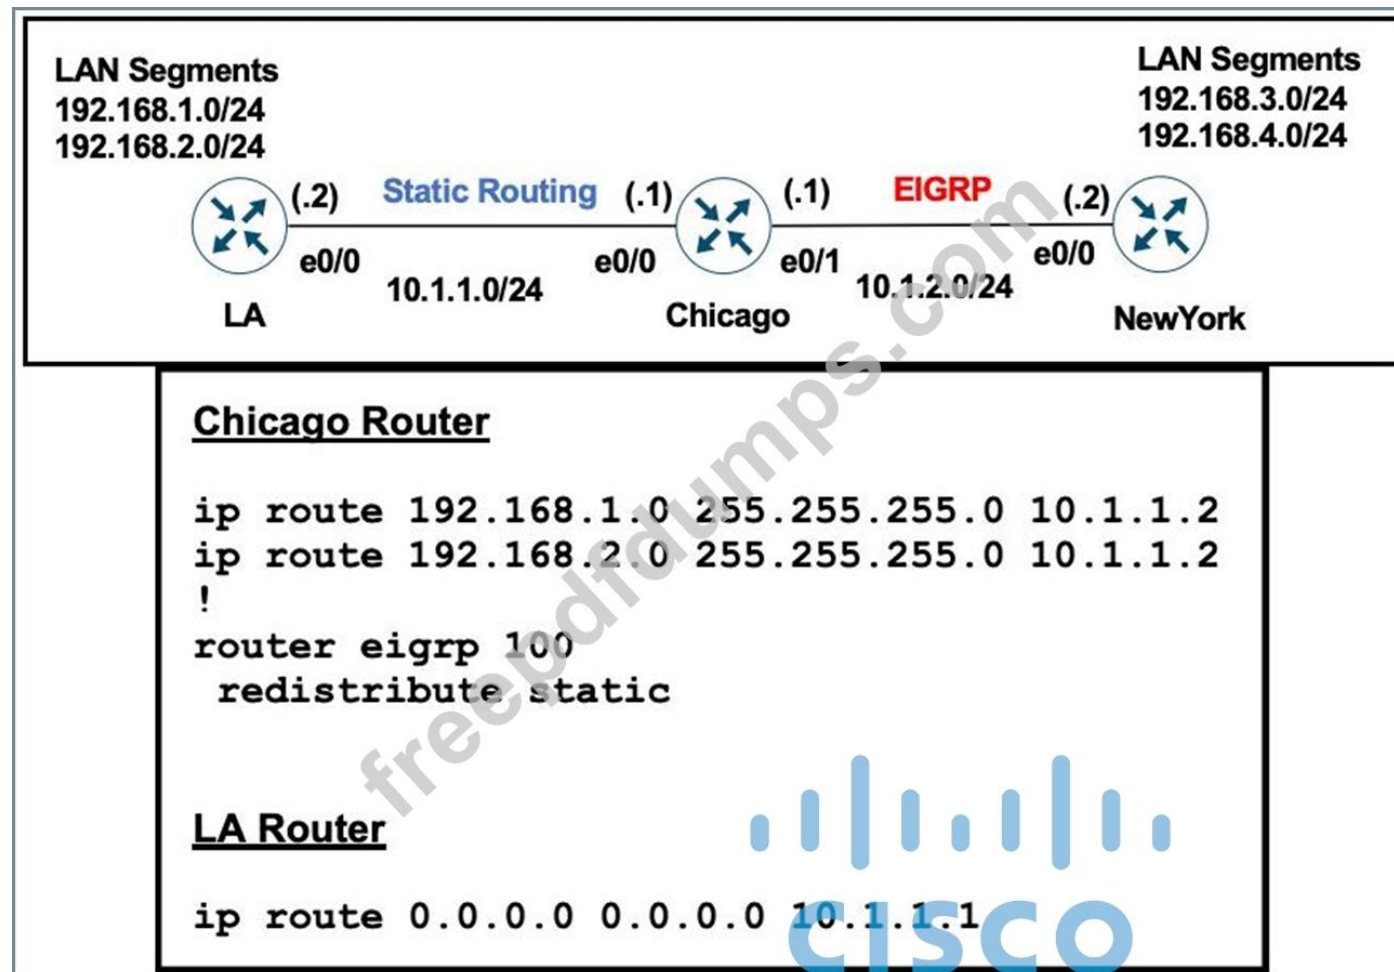 LAN Segments
192.168.1.0/24
192.168.2.0/24
LAN Segments
192.168.3.0/24
192.168.4.0/24
(.2) Static Routing (.1) (.1) EIGRP (.2)
e0/0 e0/0 e0/1 e0/0
10.1.1.0/24 10.1.2.0/24
LA Chicago NewYork
Chicago Router
ip route 192.168.1.0 255.255.255.0 10.1.1.2
ip route 192.168.2.0 255.255.255.0 10.1.1.2
!
router eigrp 100
redistribute static
LA Router
ip route 0.0.0.0 0.0.0.0 10.1.1.1
freepdfdumps.com
CISCO